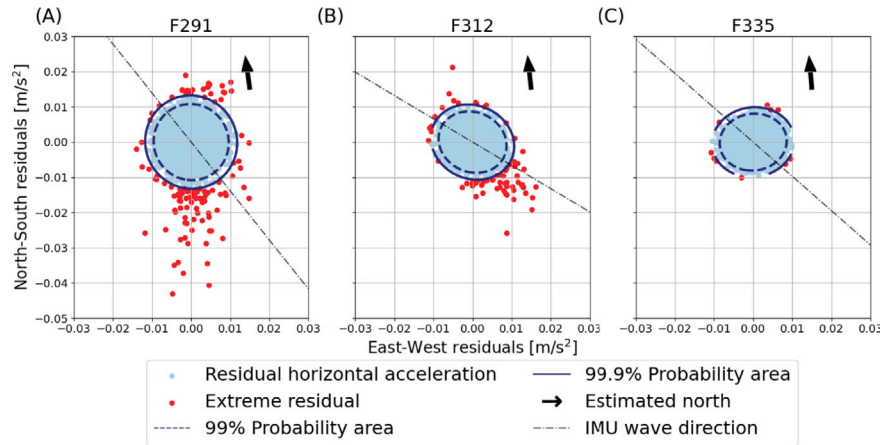 (A)
F291
(B)
F312
(C)
F335
North-South residuals [m/s²]
0.03
0.02
0.01
0.00
−0.01
−0.02
−0.03
−0.04
−0.05
−0.03 −0.02 −0.01 0.00 0.01 0.02 0.03
−0.03 −0.02 −0.01 0.00 0.01 0.02 0.03
−0.03 −0.02 −0.01 0.00 0.01 0.02 0.03
East-West residuals [m/s²]
Residual horizontal acceleration
Extreme residual
99% Probability area
99.9% Probability area
Estimated north
IMU wave direction